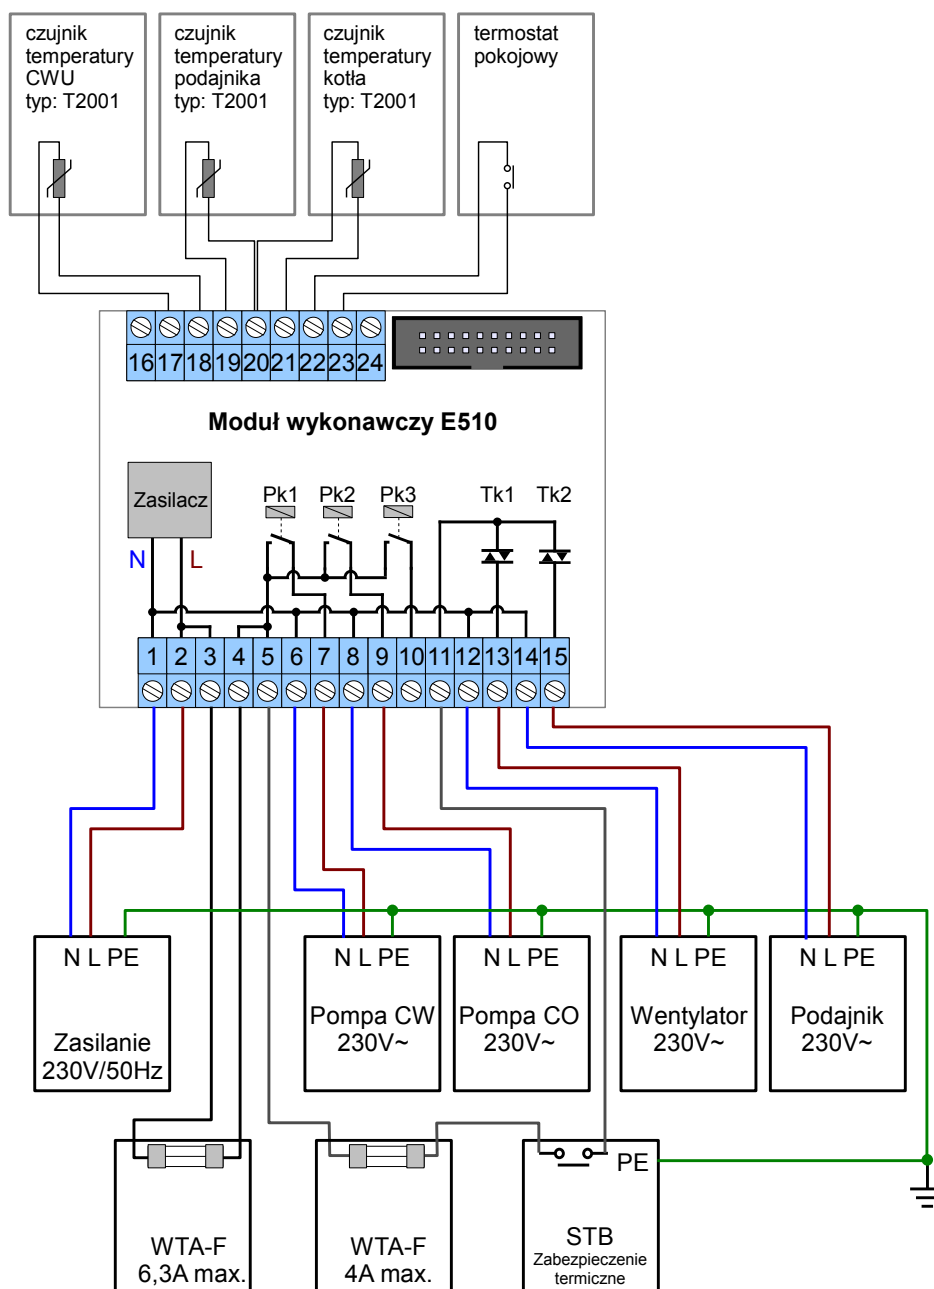 czujnik
temperatury
CWU
typ: T2001
czujnik
temperatury
podajnika
typ: T2001
czujnik
temperatury
kotła
typ: T2001
termostat
pokojowy
16 17 18 19 20 21 22 23 24
Moduł wykonawczy E510
Zasilacz
N L
Pk1 Pk2 Pk3 Tk1 Tk2
1 2 3 4 5 6 7 8 9 10 11 12 13 14 15
N L PE
Zasilanie
230V/50Hz
N L PE
Pompa CW
230V~
N L PE
Pompa CO
230V~
N L PE
Wentylator
230V~
N L PE
Podajnik
230V~
WTA-F
6,3A max.
WTA-F
4A max.
PE
STB
Zabezpieczenie
termiczne